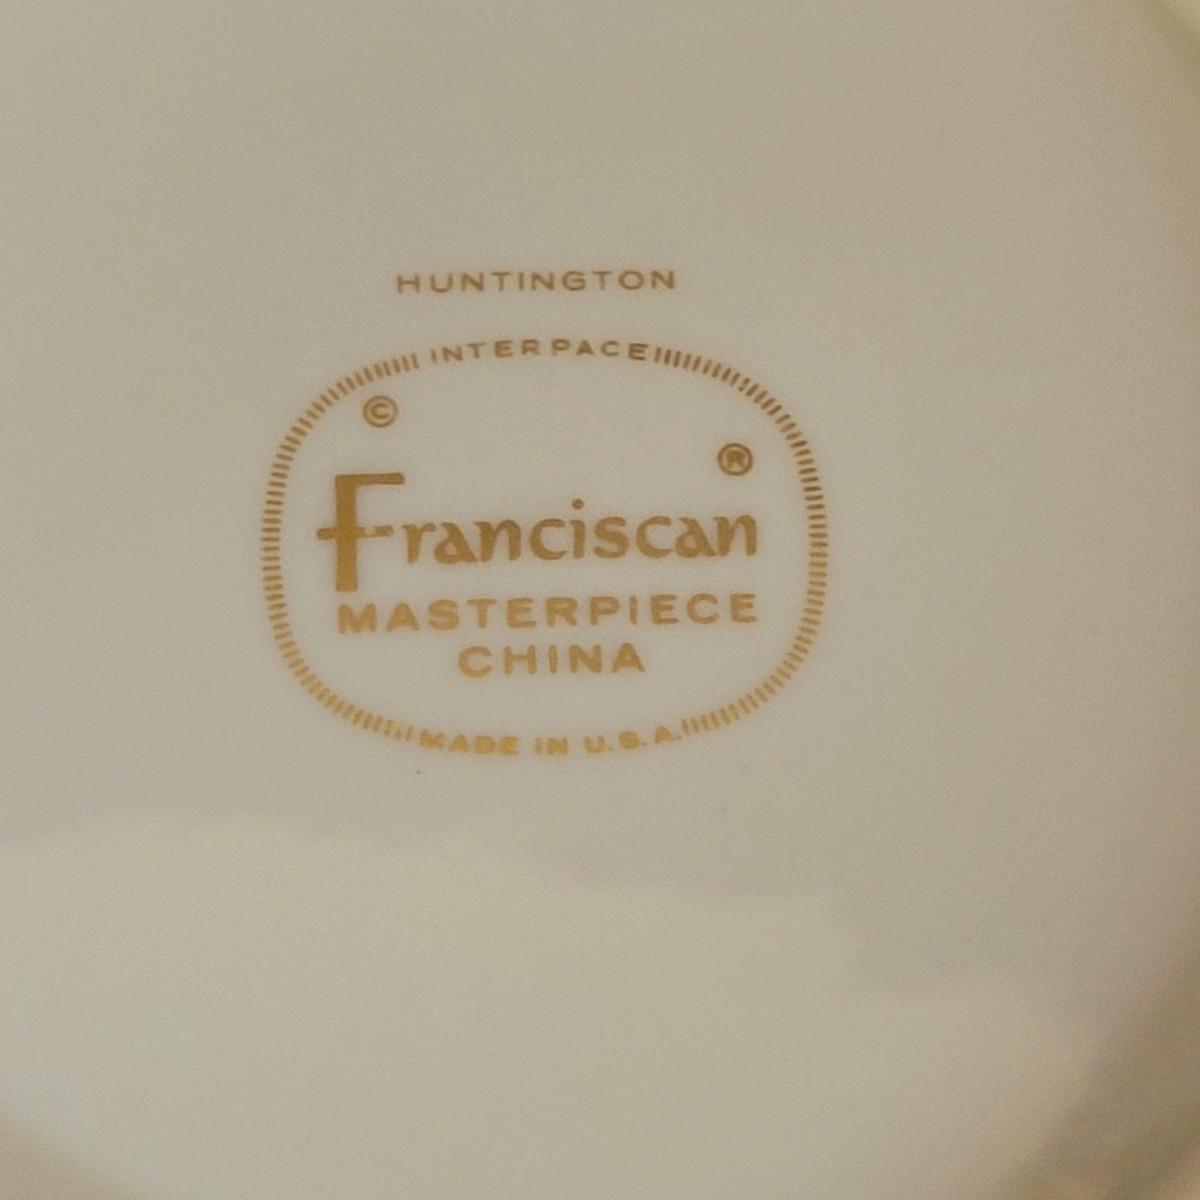 HUNTINGTON
INTERPACE
©
®
Franciscan
MASTERPIECE
CHINA
MADE IN U.S.A.